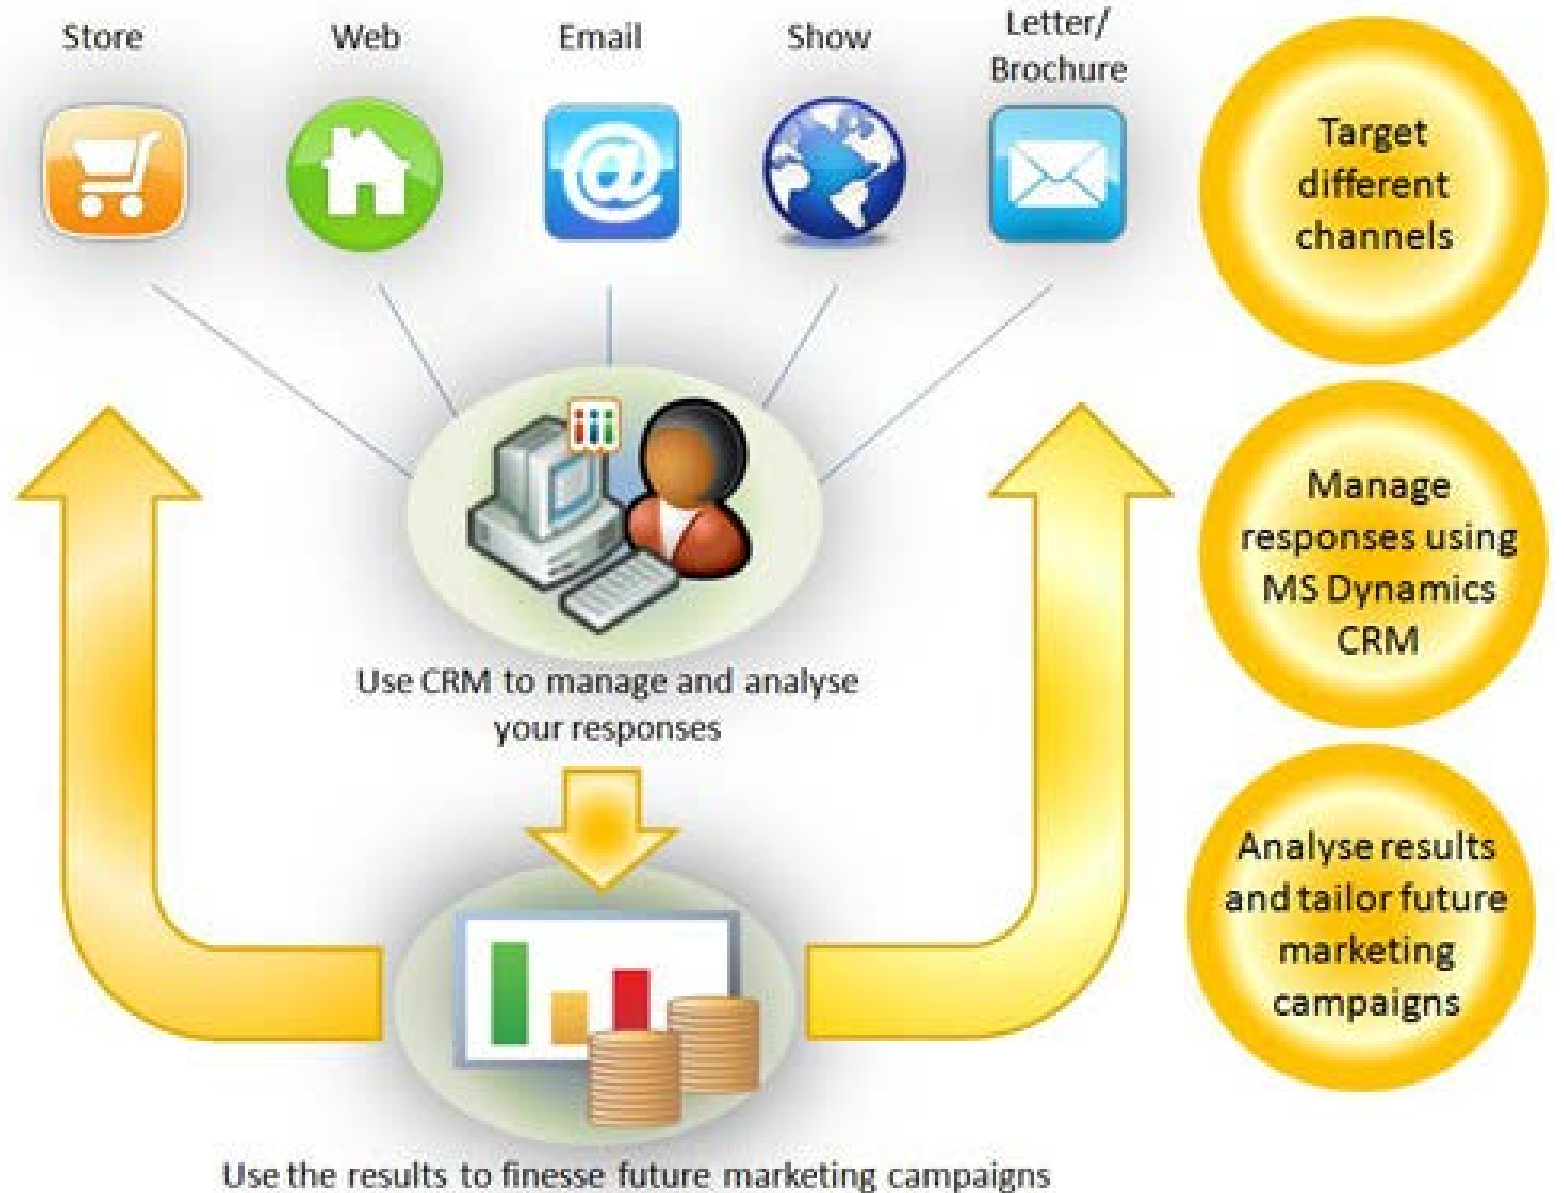 Store
Web
Email
Show
Letter/
Brochure
Target
different
channels
Manage
responses using
MS Dynamics
CRM
Use CRM to manage and analyse
your responses
Analyse results
and tailor future
marketing
campaigns
Use the results to finesse future marketing campaigns